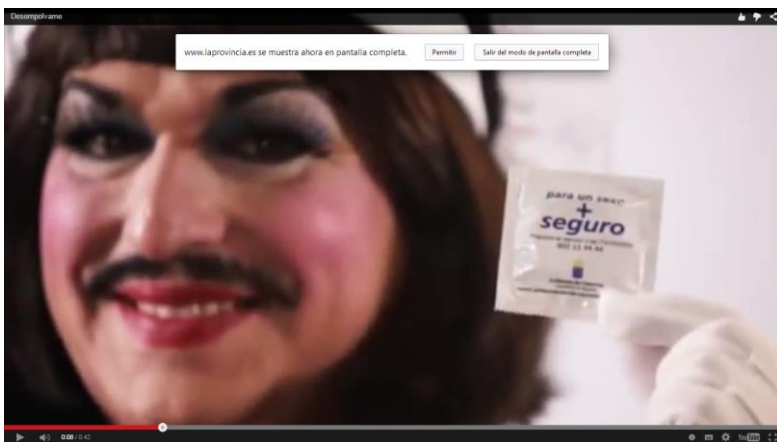 Desempolvame
www.laprovincia.es se muestra ahora en pantalla completa.
Permitir
Salir del modo de pantalla completa
para un sexo
+
seguro
0:08 / 0:42
YouTube